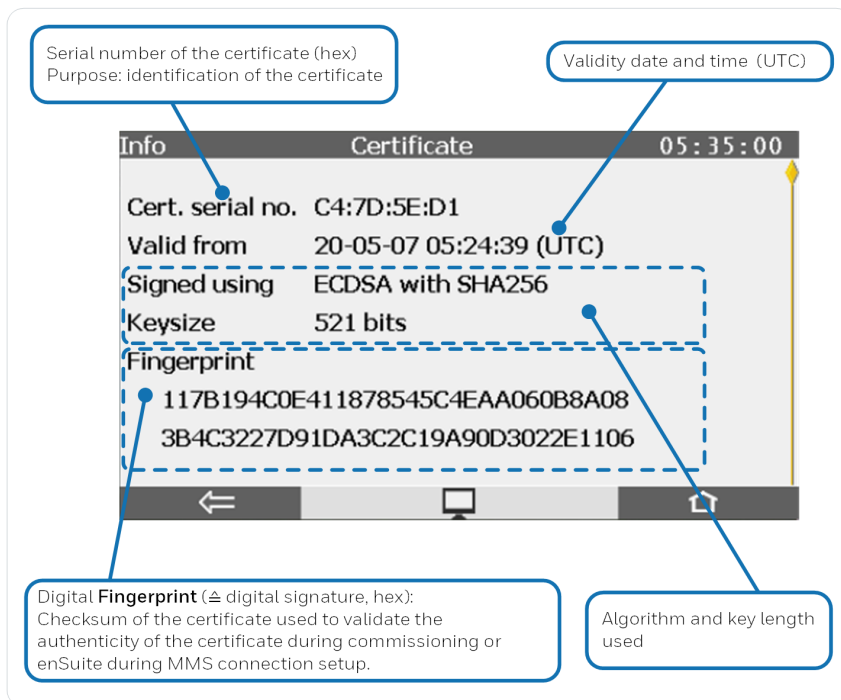 Serial number of the certificate (hex)
Purpose: identification of the certificate
Validity date and time (UTC)
Info Certificate 05:35:00
Cert. serial no. C4:7D:5E:D1
Valid from 20-05-07 05:24:39 (UTC)
Signed using ECDSA with SHA256
Keysize 521 bits
Fingerprint
117B194C0E411878545C4EAA060B8A08
3B4C3227D91DA3C2C19A90D3022E1106
Digital Fingerprint (≙ digital signature, hex):
Checksum of the certificate used to validate the
authenticity of the certificate during commissioning or
enSuite during MMS connection setup.
Algorithm and key length
used